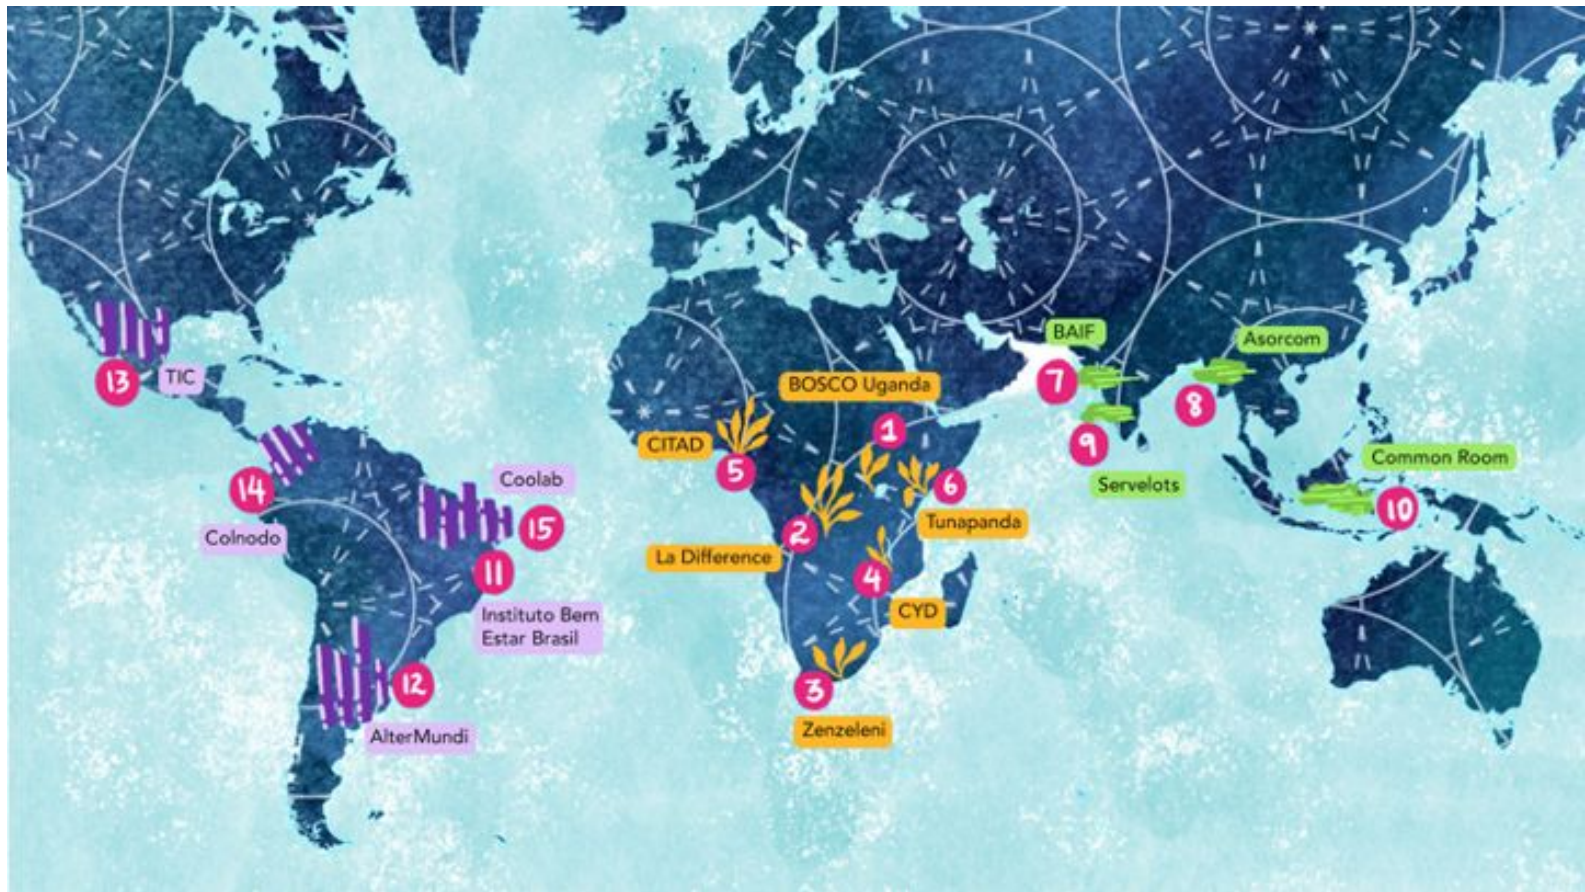 BAIF
Asorcom
7
8
9
Servelots
Common Room
10
BOSCO Uganda
1
CITAD
5
6
Tunapanda
2
La Difference
4
CYD
3
Zenzeleni
13
TIC
14
Colnodo
Coolab
15
11
Instituto Bem
Estar Brasil
12
AlterMundi